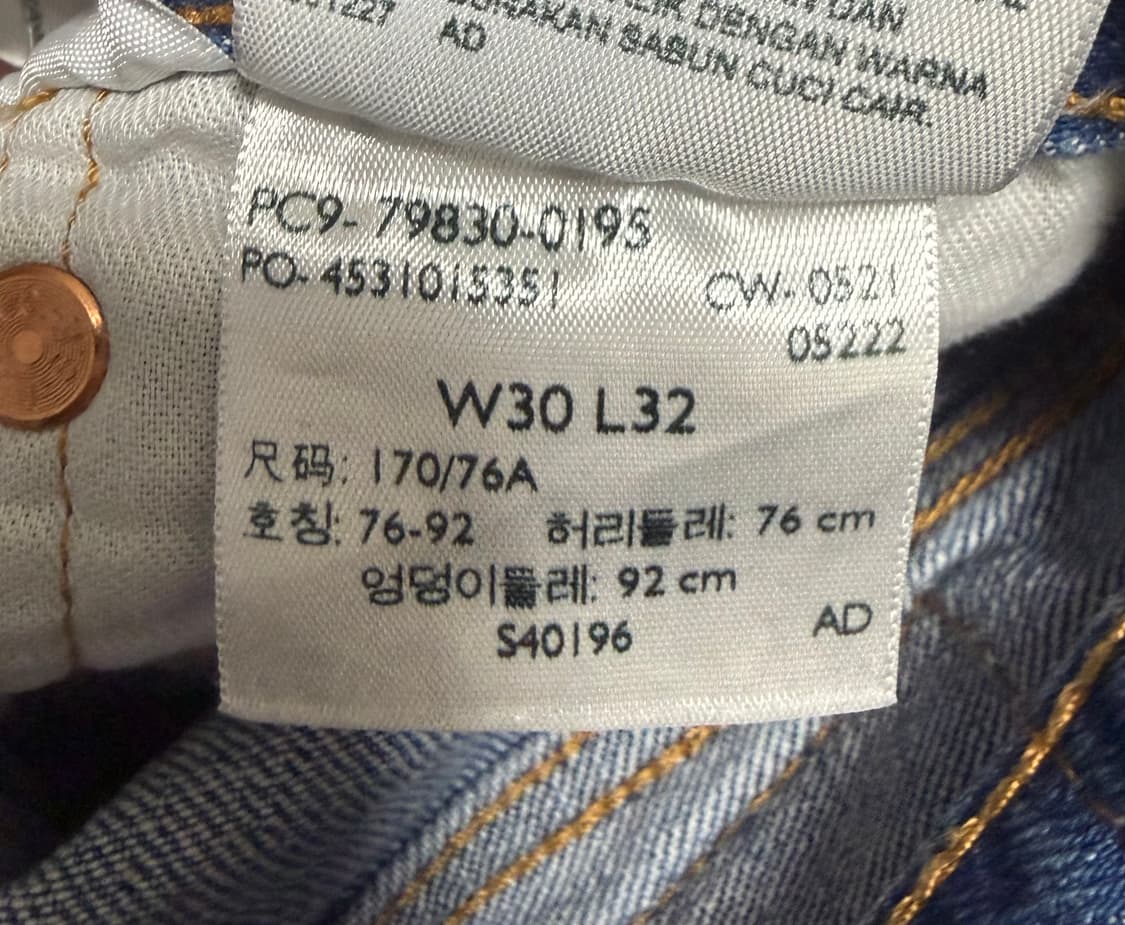 DAN
DENGAN WARNA
SABUN CUCI CAIR.
AD
PC9- 79830-0195
PO- 4531015351 CW- 0521
05222
W30 L32
尺码: 170/76A
호칭: 76-92 허리둘레: 76 cm
엉덩이둘레: 92 cm
S40196 AD